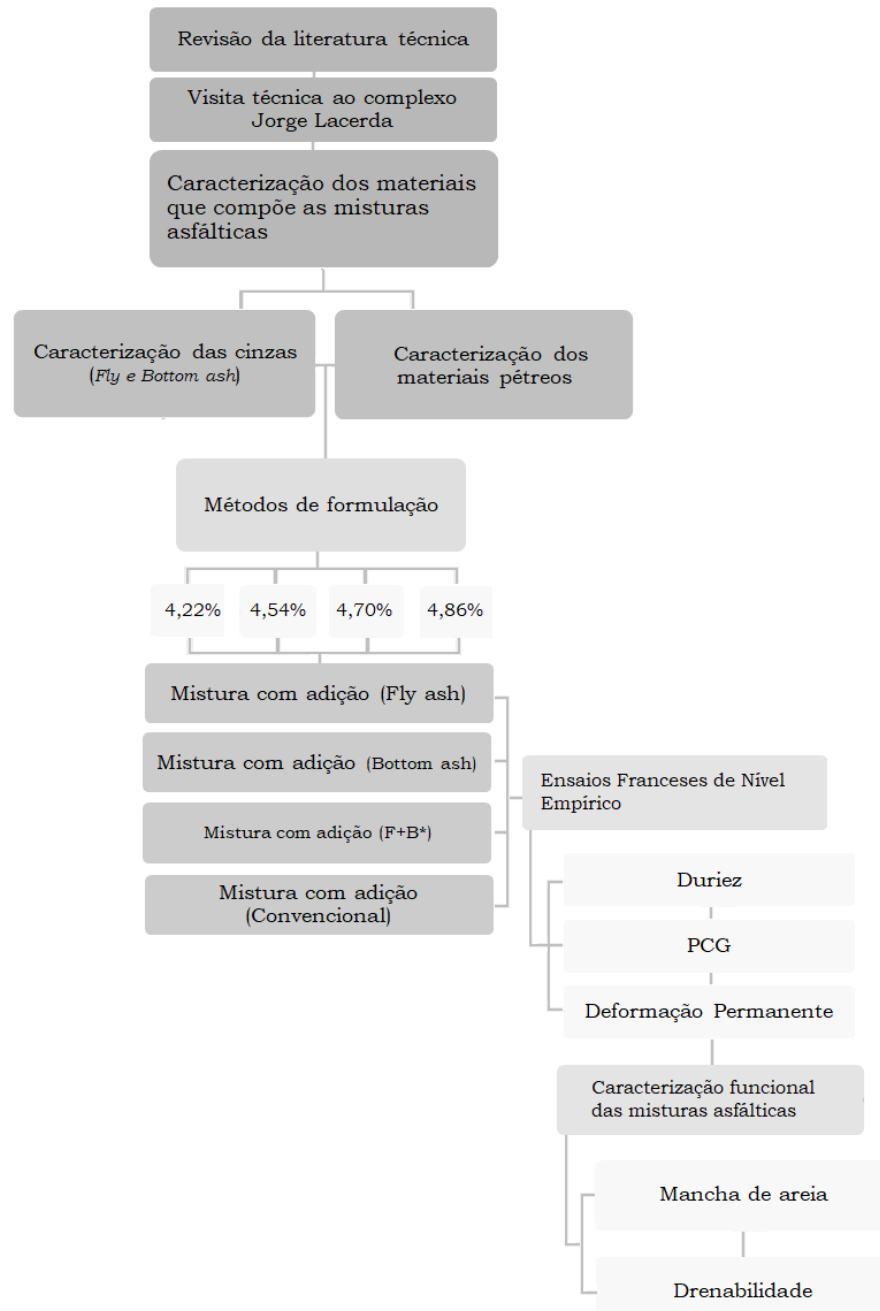 Revisão da literatura técnica
Visita técnica ao complexo
Jorge Lacerda
Caracterização dos materiais
que compõe as misturas
asfálticas
Caracterização das cinzas
(Fly e Bottom ash)
Caracterização dos
materiais pétreos
Métodos de formulação
4,22%
4,54%
4,70%
4,86%
Mistura com adição (Fly ash)
Mistura com adição (Bottom ash)
Mistura com adição (F+B*)
Mistura com adição
(Convencional)
Ensaios Franceses de Nível
Empírico
Duriez
PCG
Deformação Permanente
Caracterização funcional
das misturas asfálticas
Mancha de areia
Drenabilidade